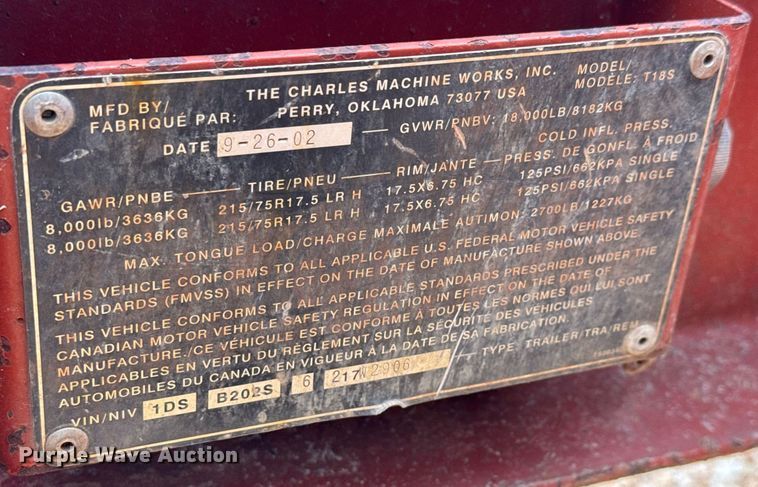 MFD BY/ THE CHARLES MACHINE WORKS, INC. MODEL/
FABRIQUÉ PAR: PERRY, OKLAHOMA 73077 USA MODÈLE: T18S
DATE 9-26-02 GVWR/PNBV: 18,000LB/8182KG
COLD INFL. PRESS.
GAWR/PNBE TIRE/PNEU RIM/JANTE PRESS. DE GONFL. À FROID
8,000lb/3636KG 215/75R17.5 LR H 17.5X6.75 HC 125PSI/662KPA SINGLE
8,000lb/3636KG 215/75R17.5 LR H 17.5X6.75 HC 125PSI/662KPA SINGLE
MAX. TONGUE LOAD/CHARGE MAXIMALE AUTIMON: 2700LB/1227KG
THIS VEHICLE CONFORMS TO ALL APPLICABLE U.S. FEDERAL MOTOR VEHICLE SAFETY
STANDARDS (FMVSS) IN EFFECT ON THE DATE OF MANUFACTURE SHOWN ABOVE.
THIS VEHICLE CONFORMS TO ALL APPLICABLE STANDARDS PRESCRIBED UNDER THE
CANADIAN MOTOR VEHICLE SAFETY REGULATION IN EFFECT ON THE DATE OF
MANUFACTURE./CE VÉHICULE EST CONFORME À TOUTES LES NORMES QUI LUI SONT
APPLICABLES EN VERTU DU RÈGLEMENT SUR LA SÉCURITÉ DES VÉHICULES
AUTOMOBILES DU CANADA EN VIGUEUR À LA DATE DE SA FABRICATION.
VIN/NIV 1DS B202S 6 217W2906 TYPE: TRAILER/TRA/REM
Purple Wave Auction